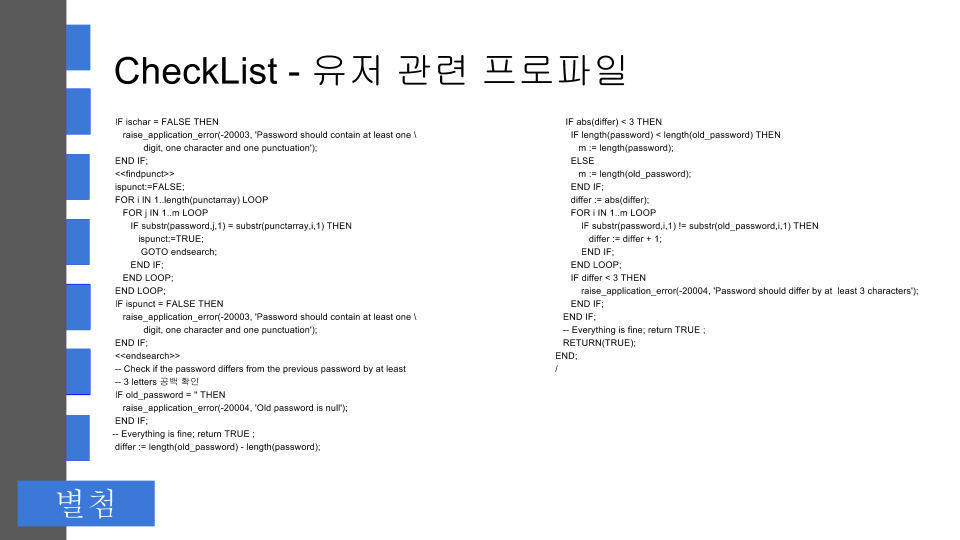 CheckList - 유저 관련 프로파일
IF ischar = FALSE THEN
raise_application_error(-20003, 'Password should contain at least one \
digit, one character and one punctuation');
END IF;
<<findpunct>>
ispunct:=FALSE;
FOR i IN 1..length(punctarray) LOOP
FOR j IN 1..m LOOP
IF substr(password,j,1) = substr(punctarray,i,1) THEN
ispunct:=TRUE;
GOTO endsearch;
END IF;
END LOOP;
END LOOP;
IF ispunct = FALSE THEN
raise_application_error(-20003, 'Password should contain at least one \
digit, one character and one punctuation');
END IF;
<<endsearch>>
-- Check if the password differs from the previous password by at least
-- 3 letters 공백 확인
IF old_password = '' THEN
raise_application_error(-20004, 'Old password is null');
END IF;
-- Everything is fine; return TRUE ;
differ := length(old_password) - length(password);
IF abs(differ) < 3 THEN
IF length(password) < length(old_password) THEN
m := length(password);
ELSE
m := length(old_password);
END IF;
differ := abs(differ);
FOR i IN 1..m LOOP
IF substr(password,i,1) != substr(old_password,i,1) THEN
differ := differ + 1;
END IF;
END LOOP;
IF differ < 3 THEN
raise_application_error(-20004, 'Password should differ by at  least 3 characters');
END IF;
END IF;
-- Everything is fine; return TRUE ;
RETURN(TRUE);
END;
/
별첨